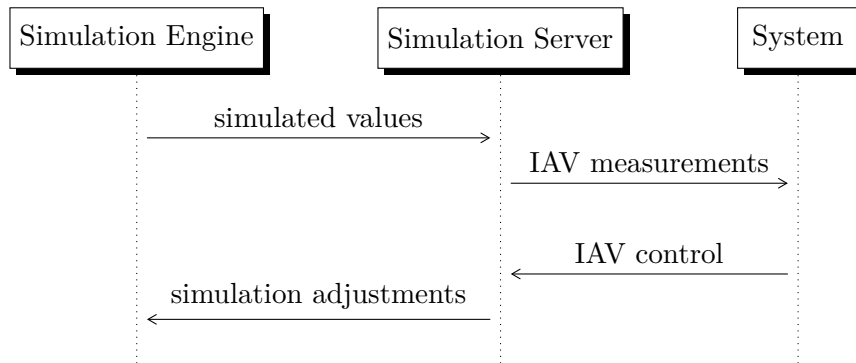 Simulation Engine
Simulation Server
System
simulated values
IAV measurements
IAV control
simulation adjustments